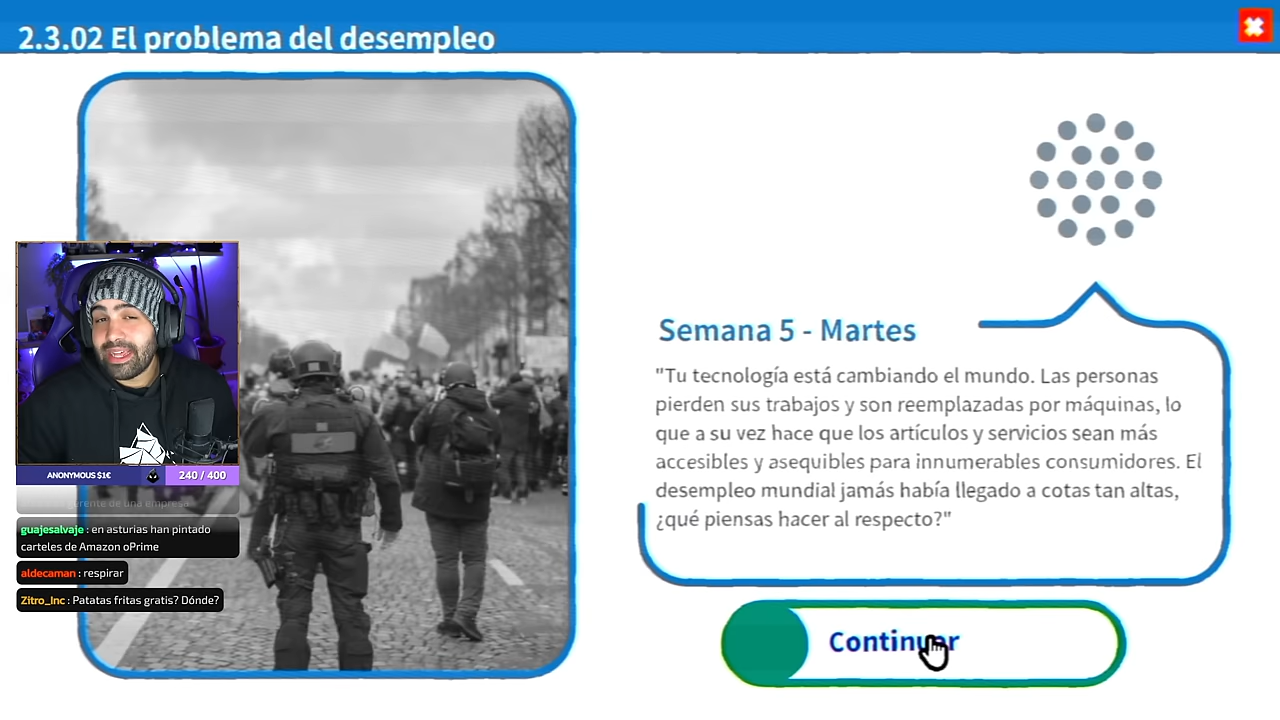 2.3.02 El problema del desempleo
Semana 5 - Martes
"Tu tecnología está cambiando el mundo. Las personas
pierden sus trabajos y son reemplazadas por máquinas, lo
que a su vez hace que los artículos y servicios sean más
accesibles y asequibles para innumerables consumidores. El
desempleo mundial jamás había llegado a cotas tan altas,
¿qué piensas hacer al respecto?"
Continuar
ANONYMOUS $1€
240 / 400
gerente de una empresa
guajesalvaje : en asturias han pintado
carteles de Amazon oPrime
aldecaman : respirar
Zitro_Inc : Patatas fritas gratis? Dónde?